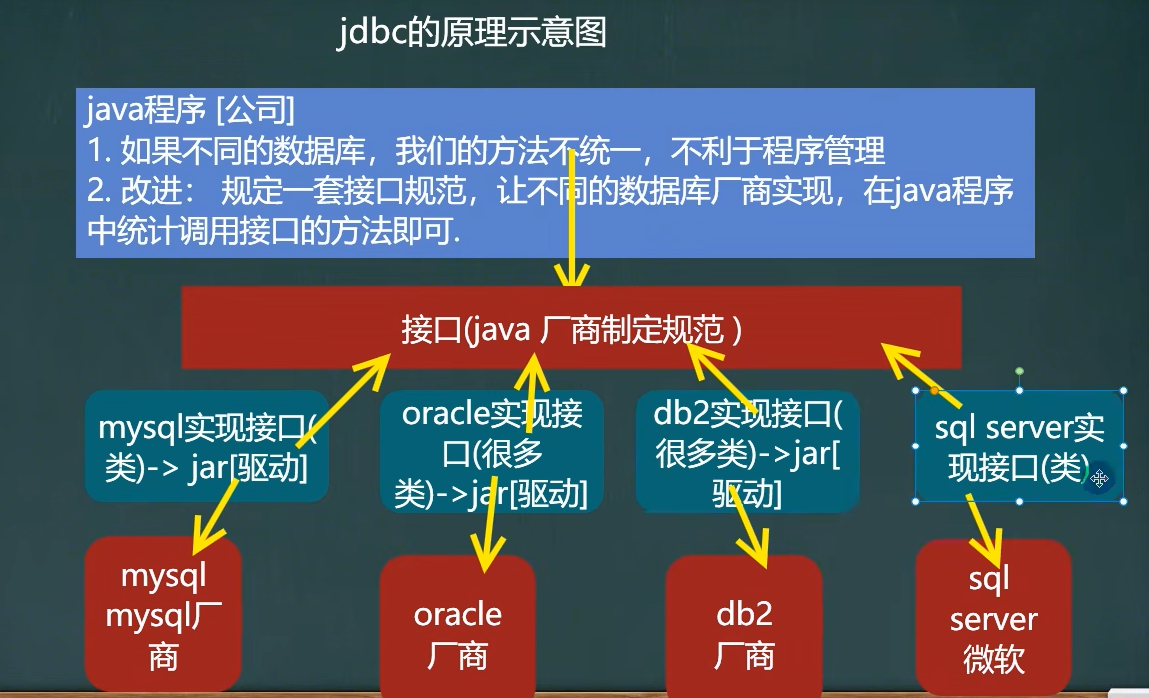 jdbc的原理示意图
java程序 [公司]
1. 如果不同的数据库，我们的方法不统一，不利于程序管理
2. 改进： 规定一套接口规范，让不同的数据库厂商实现，在java程序
中统计调用接口的方法即可.
接口(java 厂商制定规范 )
mysql实现接口(
类)-> jar[驱动]
oracle实现接
口(很多
类)->jar[驱动]
db2实现接口(
很多类)->jar[
驱动]
sql server实
现接口(类)
mysql
mysql厂
商
oracle
厂商
db2
厂商
sql
server
微软